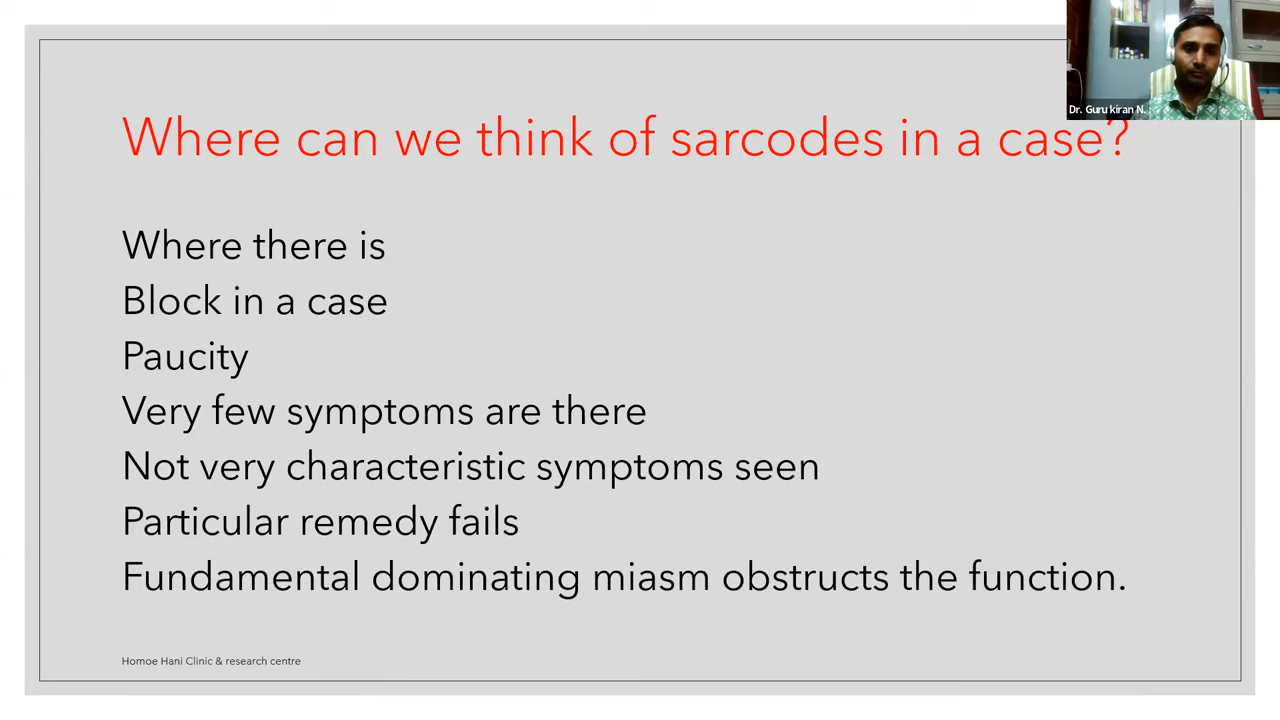 Dr. Guru kiran N.
Where can we think of sarcodes in a case?
Where there is
Block in a case
Paucity
Very few symptoms are there
Not very characteristic symptoms seen
Particular remedy fails
Fundamental dominating miasm obstructs the function.
Homoe Hani Clinic & research centre